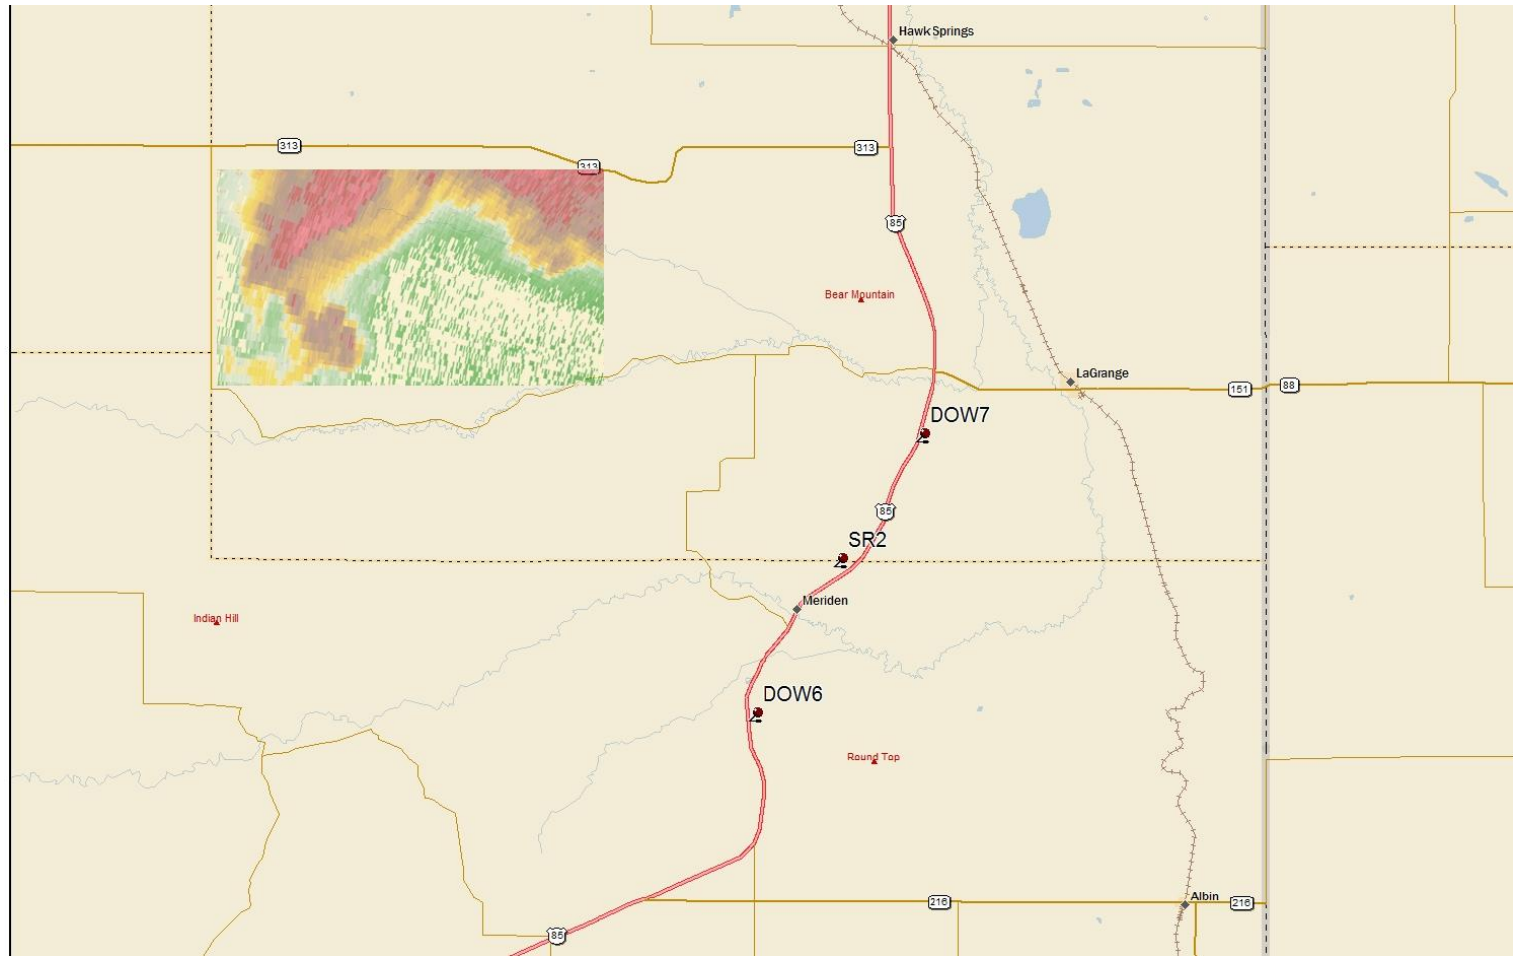 Hawk Springs
313
313
313
85
Bear Mountain
LaGrange
151
88
DOW7
85
SR2
Meriden
Indian Hill
DOW6
Round Top
Albin
216
216
85